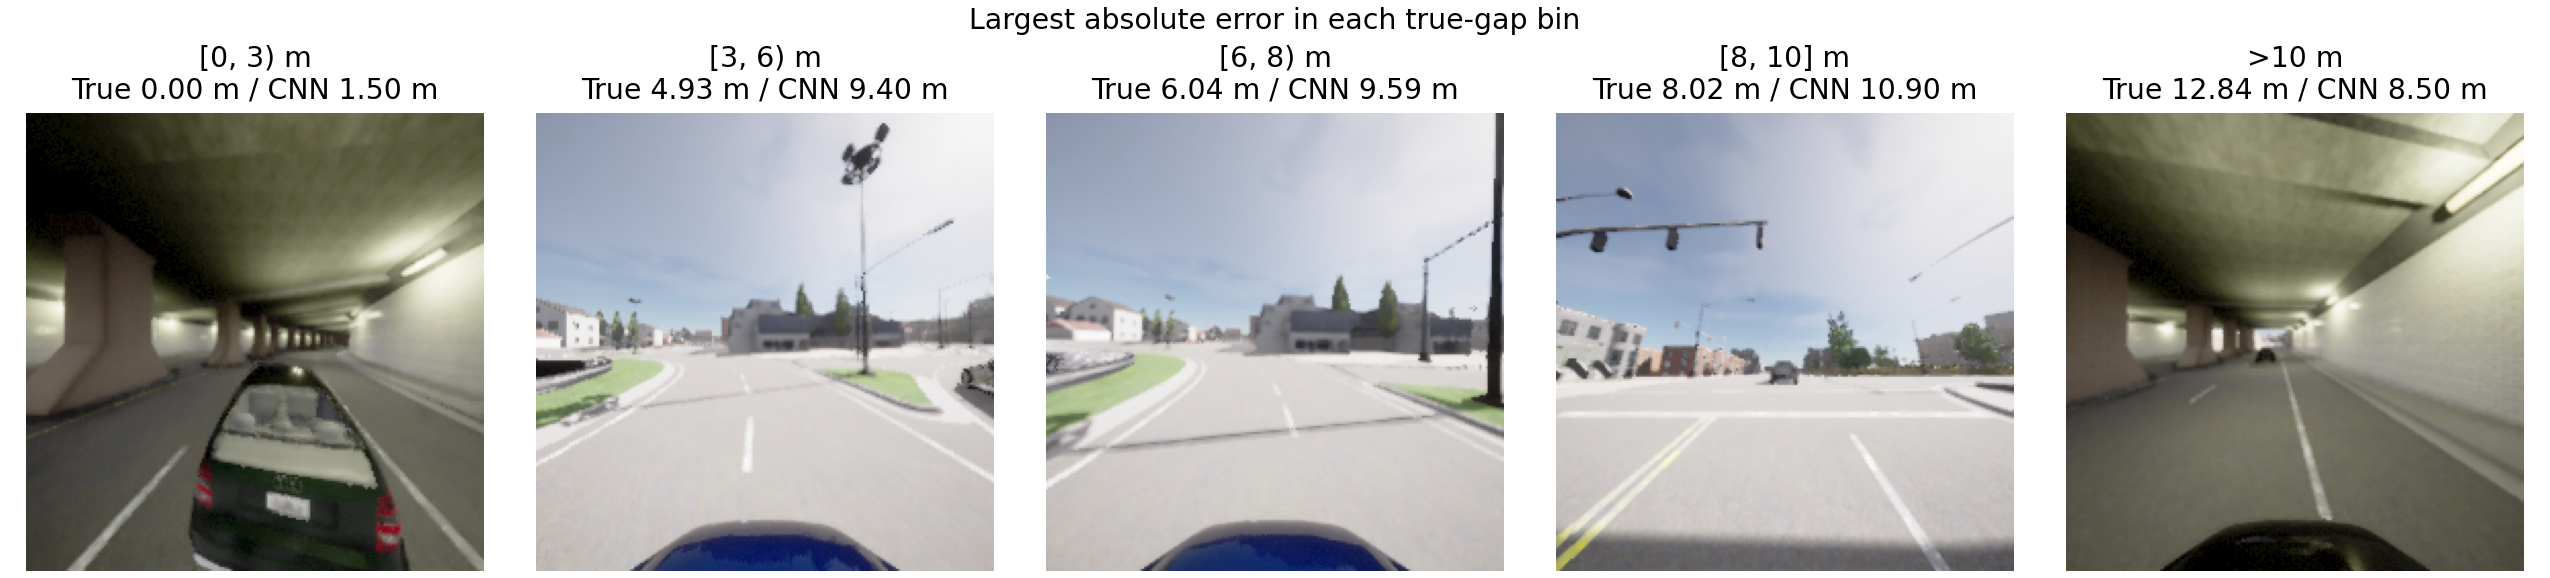 Largest absolute error in each true-gap bin
[0, 3) m
True 0.00 m / CNN 1.50 m
[3, 6) m
True 4.93 m / CNN 9.40 m
[6, 8) m
True 6.04 m / CNN 9.59 m
[8, 10] m
True 8.02 m / CNN 10.90 m
>10 m
True 12.84 m / CNN 8.50 m